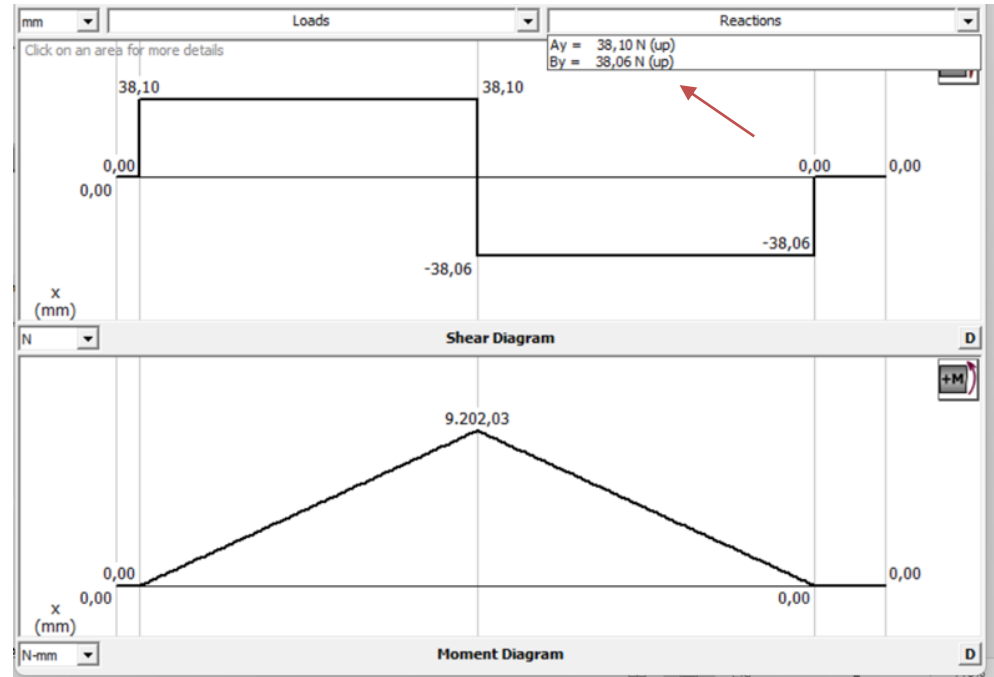 mm Loads Reactions
Click on an area for more details
Ay = 38,10 N (up)
By = 38,06 N (up)
38,10 38,10
0,00 0,00 0,00
0,00
-38,06
-38,06
x
(mm)
N Shear Diagram D
+M
9.202,03
0,00 0,00
0,00 0,00
x
(mm)
N-mm Moment Diagram D